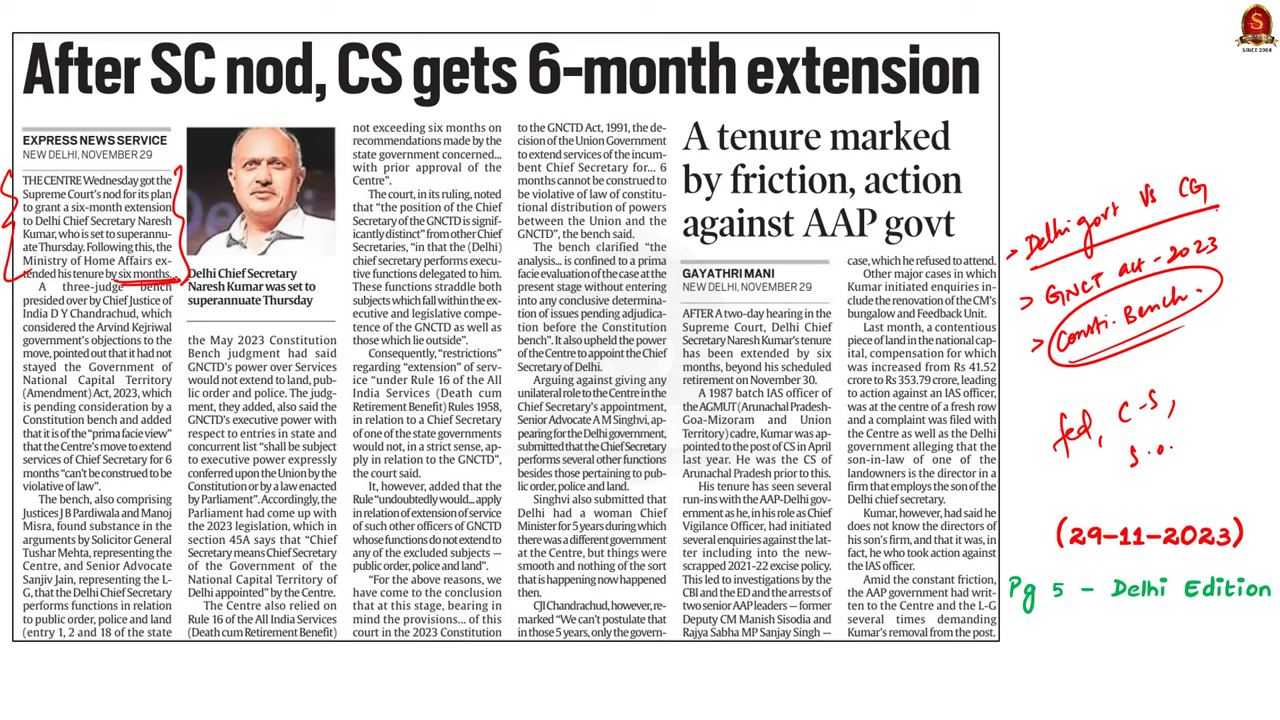 After SC nod, CS gets 6-month extension
EXPRESS NEWS SERVICE
NEW DELHI, NOVEMBER 29
THE CENTRE Wednesday got the
Supreme Court's nod for its plan
to grant a six-month extension
to Delhi Chief Secretary Naresh
Kumar, who is set to superannu-
ate Thursday. Following this, the
Ministry of Home Affairs ex-
tended his tenure by six months.
A three-judge bench
presided over by Chief Justice of
India D Y Chandrachud, which
considered the Arvind Kejriwal
government's objections to the
move, pointed out that it had not
stayed the Government of
National Capital Territory
(Amendment) Act, 2023, which
is pending consideration by a
Constitution bench and added
that it is of the "prima facie view"
that the Centre's move to extend
services of Chief Secretary for 6
months "can't be construed to be
violative of law".
The bench, also comprising
Justices J B Pardiwala and Manoj
Misra, found substance in the
arguments by Solicitor General
Tushar Mehta, representing the
Centre, and Senior Advocate
Sanjiv Jain, representing the L-
G, that the Delhi Chief Secretary
performs functions in relation
to public order, police and land
(entry 1, 2 and 18 of the state
Delhi Chief Secretary
Naresh Kumar was set to
superannuate Thursday
the May 2023 Constitution
Bench judgment had said
GNCTD's power over Services
would not extend to land, pub-
lic order and police. The judg-
ment, they added, also said the
GNCTD's executive power with
respect to entries in state and
concurrent list "shall be subject
to executive power expressly
conferred upon the Union by the
Constitution or by a law enacted
by Parliament". Accordingly, the
Parliament had come up with
the 2023 legislation, which in
section 45A says that "Chief
Secretary means Chief Secretary
of the Government of the
National Capital Territory of
Delhi appointed" by the Centre.
The Centre also relied on
Rule 16 of the All India Services
(Death cum Retirement Benefit)
not exceeding six months on
recommendations made by the
state government concerned...
with prior approval of the
Centre".
The court, in its ruling, noted
that "the position of the Chief
Secretary of the GNCTD is signif-
icantly distinct" from other Chief
Secretaries, "in that the (Delhi)
chief secretary performs exec-
utive functions delegated to him.
These functions straddle both
subjects which fall within the ex-
ecutive and legislative compe-
tence of the GNCTD as well as
those which lie outside".
Consequently, "restrictions"
regarding "extension" of serv-
ice "under Rule 16 of the All
India Services (Death cum
Retirement Benefit) Rules 1958,
in relation to a Chief Secretary
of one of the state governments
would not, in a strict sense, ap-
ply in relation to the GNCTD",
the court said.
It, however, added that the
Rule "undoubtedly would... apply
in relation of extension of service
of such other officers of GNCTD
whose functions do not extend to
any of the excluded subjects —
public order, police and land".
"For the above reasons, we
have come to the conclusion
that at this stage, bearing in
mind the provisions... of this
court in the 2023 Constitution
to the GNCTD Act, 1991, the de-
cision of the Union Government
to extend services of the incum-
bent Chief Secretary for... 6
months cannot be construed to
be violative of law of constitu-
tional distribution of powers
between the Union and the
GNCTD", the bench said.
The bench clarified "the
analysis... is confined to a prima
facie evaluation of the case at the
present stage without entering
into any conclusive determina-
tion of issues pending adjudica-
tion before the Constitution
bench". It also upheld the power
of the Centre to appoint the Chief
Secretary of Delhi.
Arguing against giving any
unilateral role to the Centre in the
Chief Secretary's appointment,
Senior Advocate A M Singhvi, ap-
pearing for the Delhi government,
submitted that the Chief Secretary
performs several other functions
besides those pertaining to pub-
lic order, police and land.
Singhvi also submitted that
Delhi had a woman Chief
Minister for 5 years during which
there was a different government
at the Centre, but things were
smooth and nothing of the sort
that is happening now happened
then.
CJI Chandrachud, however, re-
marked "We can't postulate that
in those 5 years, only the govern-
A tenure marked
by friction, action
against AAP govt
GAYATHRI MANI
NEW DELHI, NOVEMBER 29
AFTER A two-day hearing in the
Supreme Court, Delhi Chief
Secretary Naresh Kumar's tenure
has been extended by six
months, beyond his scheduled
retirement on November 30.
A 1987 batch IAS officer of
the AGMUT (Arunachal Pradesh-
Goa-Mizoram and Union
Territory) cadre, Kumar was ap-
pointed to the post of CS in April
last year. He was the CS of
Arunachal Pradesh prior to this.
His tenure has seen several
run-ins with the AAP-Delhi gov-
ernment as he, in his role as Chief
Vigilance Officer, had initiated
several enquiries against the lat-
ter including into the now-
scrapped 2021-22 excise policy.
This led to investigations by the
CBI and the ED and the arrests of
two senior AAP leaders — former
Deputy CM Manish Sisodia and
Rajya Sabha MP Sanjay Singh —
case, which he refused to attend.
Other major cases in which
Kumar initiated enquiries in-
clude the renovation of the CM's
bungalow and Feedback Unit.
Last month, a contentious
piece of land in the national cap-
ital, compensation for which
was increased from Rs 41.52
crore to Rs 353.79 crore, leading
to action against an IAS officer,
was at the centre of a fresh row
and a complaint was filed with
the Centre as well as the Delhi
government alleging that the
son-in-law of one of the
landowners is the director in a
firm that employs the son of the
Delhi chief secretary.
Kumar, however, had said he
does not know the directors of
his son's firm, and that it was, in
fact, he who took action against
the IAS officer.
Amid the constant friction,
the AAP government had writ-
ten to the Centre and the L-G
several times demanding
Kumar's removal from the post.
S
SINCE 2004
> Delhi govt Vs CG
> GNCT act - 2023
> Consti. Bench.
fed, C-S,
S.O.
(29-11-2023)
Pg 5 - Delhi Edition